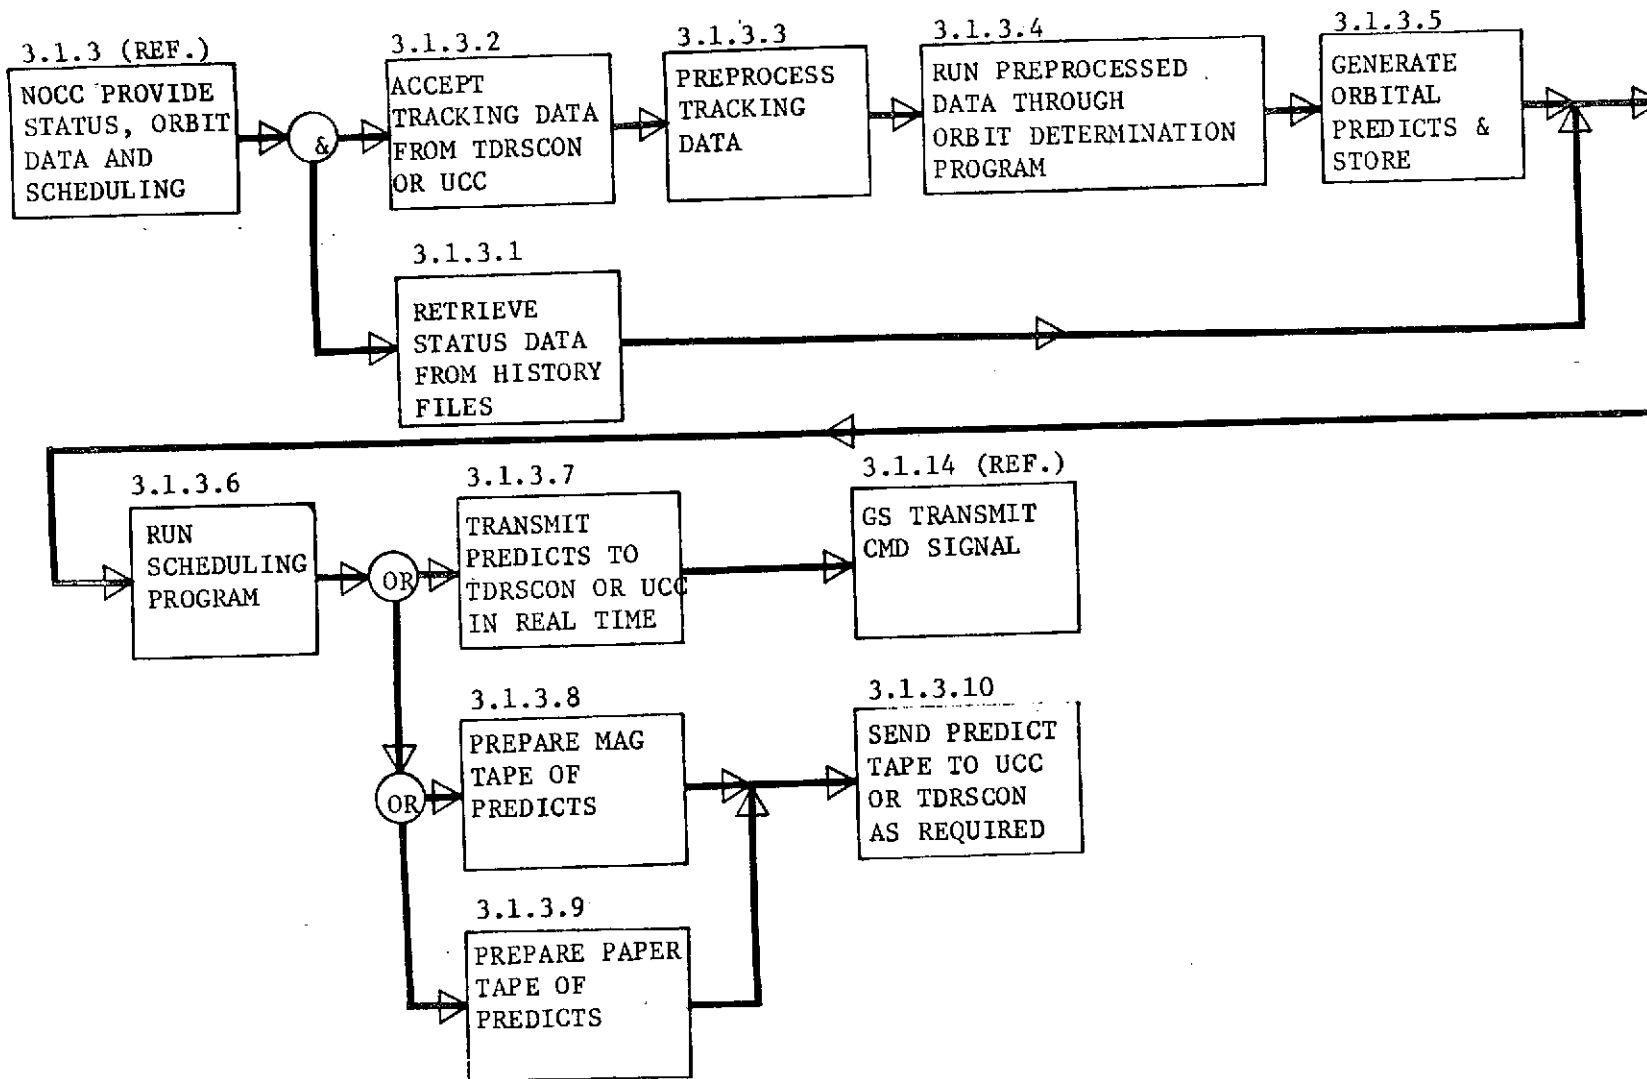 3.1.3 (REF.)
NOCC PROVIDE
STATUS, ORBIT
DATA AND
SCHEDULING
&
3.1.3.2
ACCEPT
TRACKING DATA
FROM TDRSCON
OR UCC
3.1.3.3
PREPROCESS
TRACKING
DATA
3.1.3.4
RUN PREPROCESSED
DATA THROUGH
ORBIT DETERMINATION
PROGRAM
3.1.3.5
GENERATE
ORBITAL
PREDICTS &
STORE
3.1.3.1
RETRIEVE
STATUS DATA
FROM HISTORY
FILES
3.1.3.6
RUN
SCHEDULING
PROGRAM
OR
3.1.3.7
TRANSMIT
PREDICTS TO
TDRSCON OR UCC
IN REAL TIME
3.1.14 (REF.)
GS TRANSMIT
CMD SIGNAL
OR
3.1.3.8
PREPARE MAG
TAPE OF
PREDICTS
3.1.3.10
SEND PREDICT
TAPE TO UCC
OR TDRSCON
AS REQUIRED
3.1.3.9
PREPARE PAPER
TAPE OF
PREDICTS